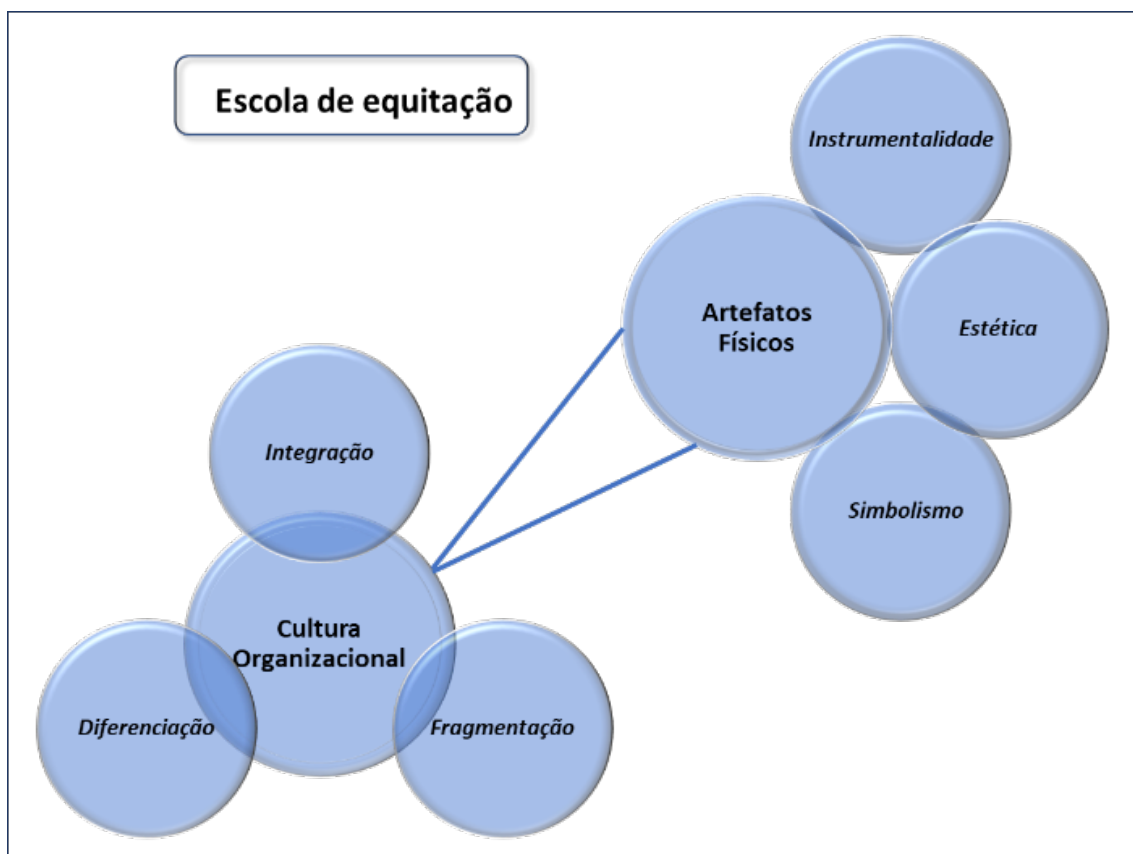 Escola de equitação
Instrumentalidade
Artefatos
Físicos
Estética
Simbolismo
Integração
Cultura
Organizacional
Diferenciação
Fragmentação